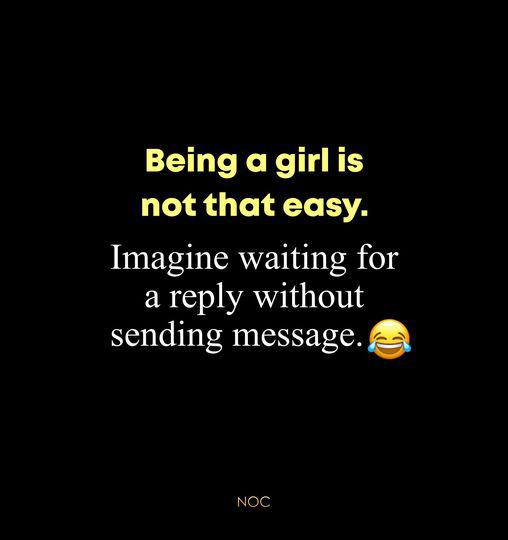 Being a girl is
not that easy.
Imagine waiting for
a reply without
sending message.😂
NOC